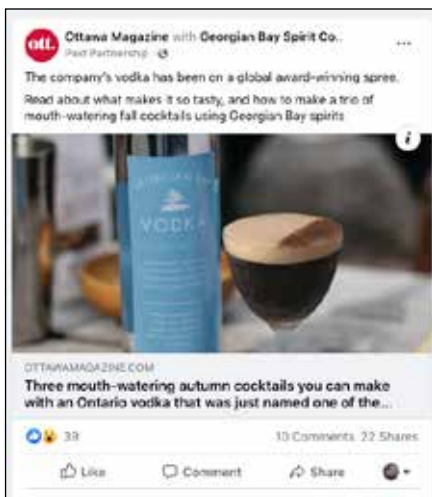 ott.
Ottawa Magazine with Georgian Bay Spirit Co..
Paid Partnership
The company's vodka has been on a global award-winning spree.
Read about what makes it so tasty, and how to make a trio of
mouth-watering fall cocktails using Georgian Bay spirits
i
GEORGIAN BAY
VODKA
OTTAWAMAGAZINE.COM
Three mouth-watering autumn cocktails you can make
with an Ontario vodka that was just named one of the...
39
10 Comments 22 Shares
Like Comment Share